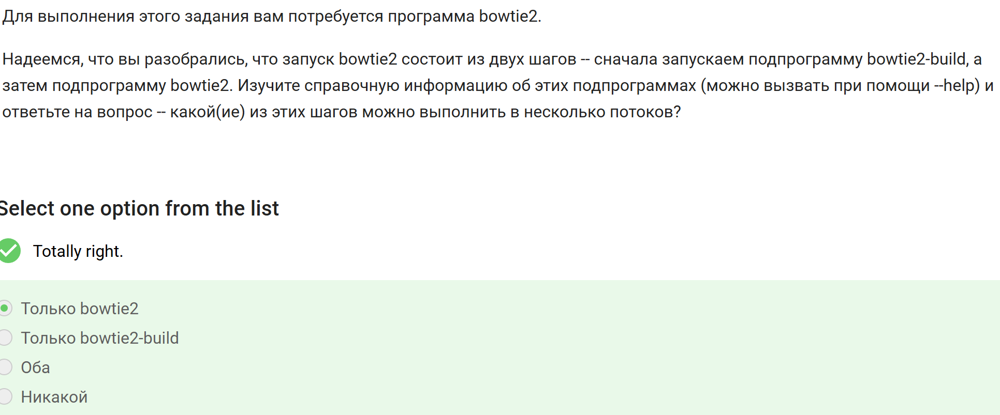 Для выполнения этого задания вам потребуется программа bowtie2.
Надеемся, что вы разобрались, что запуск bowtie2 состоит из двух шагов -- сначала запускаем подпрограмму bowtie2-build, а
затем подпрограмму bowtie2. Изучите справочную информацию об этих подпрограммах (можно вызвать при помощи --help) и
ответьте на вопрос -- какой(ие) из этих шагов можно выполнить в несколько потоков?
Select one option from the list
Totally right.
Только bowtie2
Только bowtie2-build
Оба
Никакой